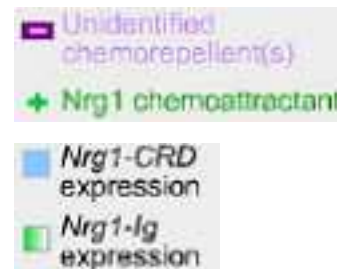 Unidentified
chemorepellent(s)
Nrg1 chemoattractant
Nrg1-CRD
expression
Nrg1-Ig
expression